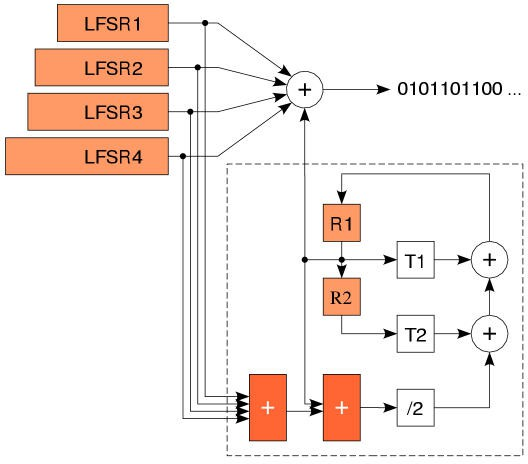 LFSR1
LFSR2
+ 0101101100 ...
LFSR3
LFSR4
R1
T1 +
R2
T2 +
+ + /2